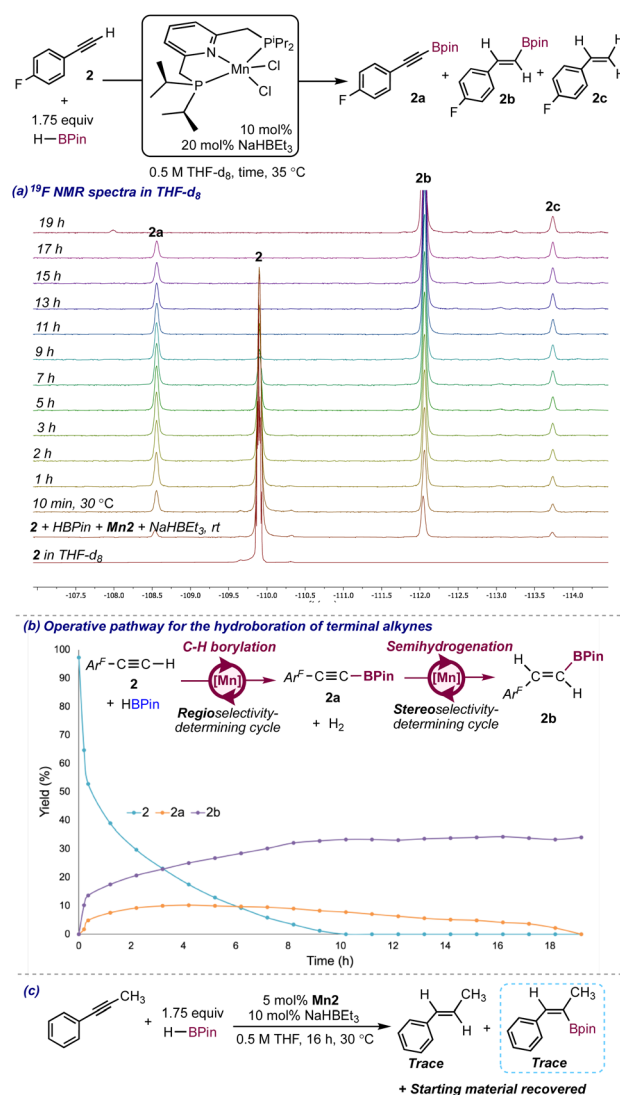 H
2
F
+
1.75 equiv
H–BPin
N
PiPr2
P
Mn
Cl
Cl
10 mol%
20 mol% NaHBEt3
0.5 M THF-d8, time, 35 °C
Bpin
F
2a
+
H
Bpin
H
F
2b
+
H
H
H
F
2c
(a) 19F NMR spectra in THF-d8
2b
2a
2
2c
19 h
17 h
15 h
13 h
11 h
9 h
7 h
5 h
3 h
2 h
1 h
10 min, 30 °C
2 + HBPin + Mn2 + NaHBEt3, rt
2 in THF-d8
-107.5 -108.0 -108.5 -109.0 -109.5 -110.0 -110.5 -111.0 -111.5 -112.0 -112.5 -113.0 -113.5 -114.0
(b) Operative pathway for the hydroboration of terminal alkynes
ArF–C≡C–H
2
+ HBPin
C-H borylation
[Mn]
Regioselectivity-
determining cycle
ArF–C≡C–BPin
2a
+ H2
Semihydrogenation
[Mn]
Stereoselectivity-
determining cycle
H
BPin
C=C
ArF
H
2b
Yield (%)
100
90
80
70
60
50
40
30
20
10
0
2 2a 2b
0 2 4 6 8 10 12 14 16 18
Time (h)
(c)
CH3
+
1.75 equiv
H–BPin
5 mol% Mn2
10 mol% NaHBEt3
0.5 M THF, 16 h, 30 °C
H
CH3
H
Trace
+
H
CH3
Bpin
Trace
+ Starting material recovered